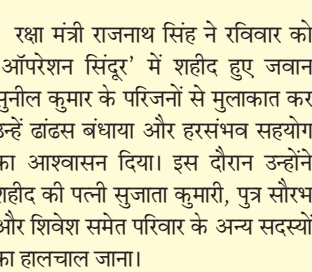 रक्षा मंत्री राजनाथ सिंह ने रविवार को
ऑपरेशन सिंदूर' में शहीद हुए जवान
सुनील कुमार के परिजनों से मुलाकात कर
उन्हें ढांढस बंधाया और हरसंभव सहयोग
का आश्वासन दिया। इस दौरान उन्होंने
शहीद की पत्नी सुजाता कुमारी, पुत्र सौरभ
और शिवेश समेत परिवार के अन्य सदस्यों
का हालचाल जाना।